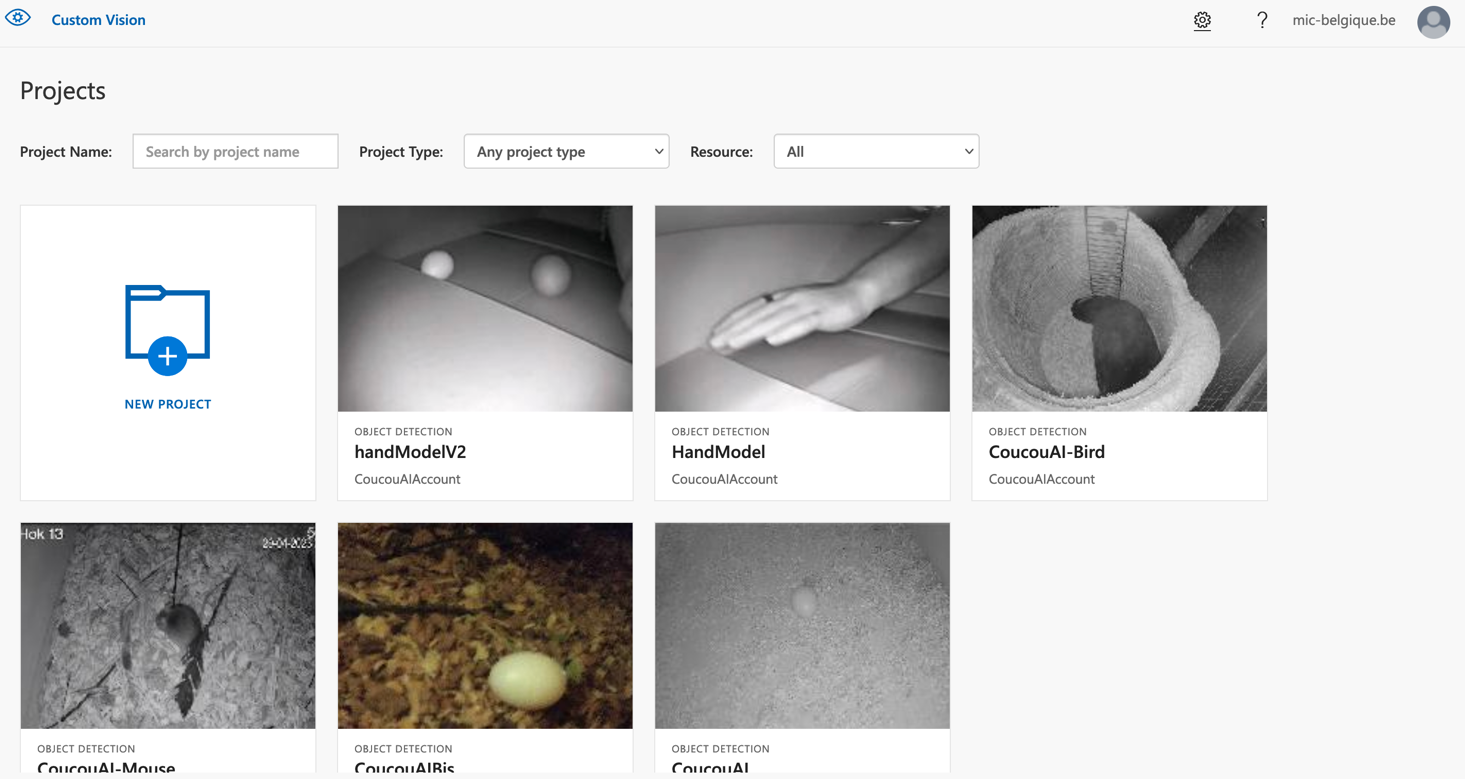 Custom Vision
mic-belgique.be
Projects
Project Name:
Search by project name
Project Type:
Any project type
Resource:
All
NEW PROJECT
OBJECT DETECTION
handModelV2
CoucouAIAccount
OBJECT DETECTION
HandModel
CoucouAIAccount
OBJECT DETECTION
CoucouAI-Bird
CoucouAIAccount
Hok 13
OBJECT DETECTION
CoucouAI-Mouse
OBJECT DETECTION
CoucouAIBis
OBJECT DETECTION
CoucouAI